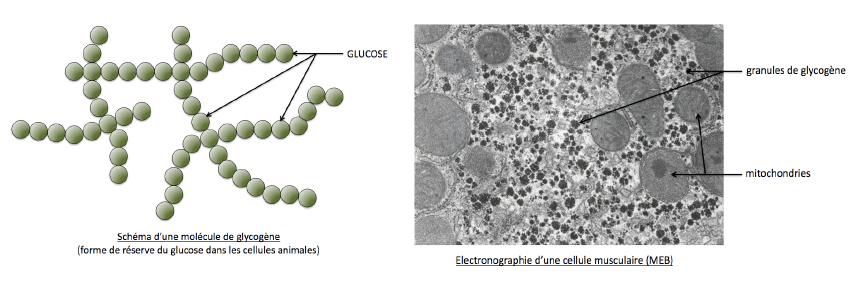 GLUCOSE
Schéma d'une molécule de glycogène
(forme de réserve du glucose dans les cellules animales)
granules de glycogène
mitochondries
Electronographie d'une cellule musculaire (MEB)